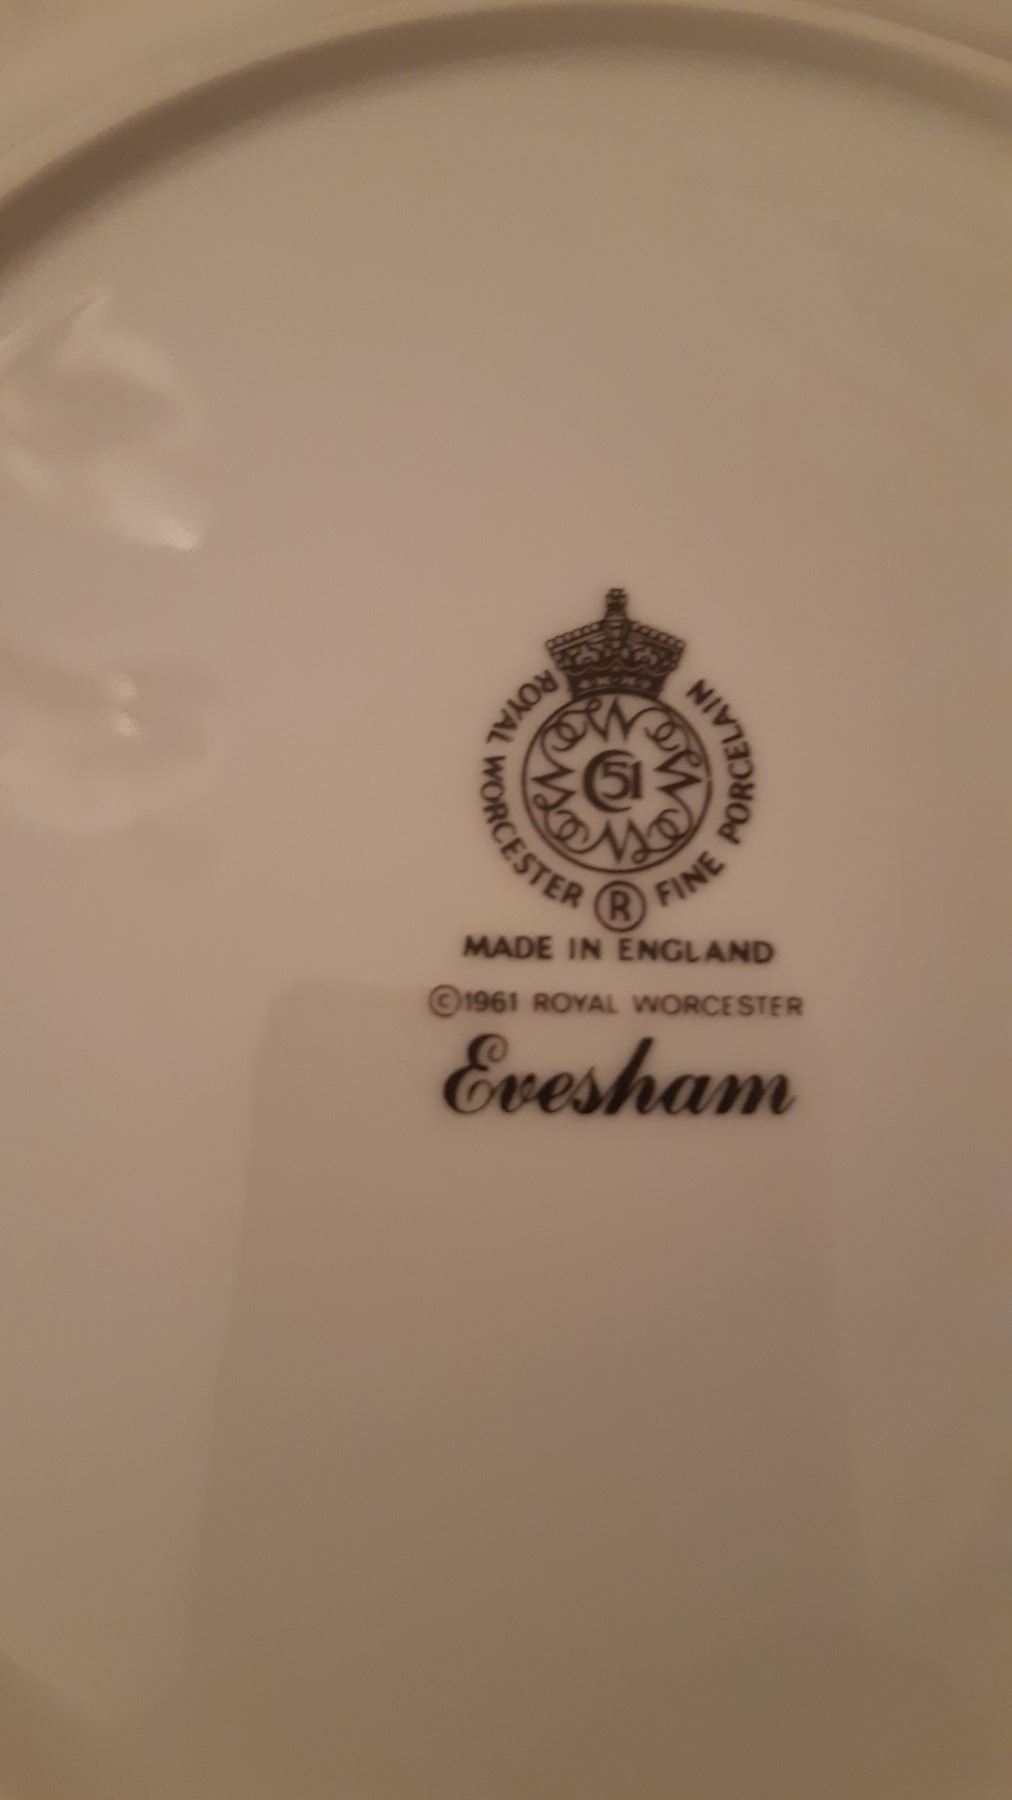 ROYAL WORCESTER FINE PORCELAIN
51
®
MADE IN ENGLAND
©1961 ROYAL WORCESTER
Evesham